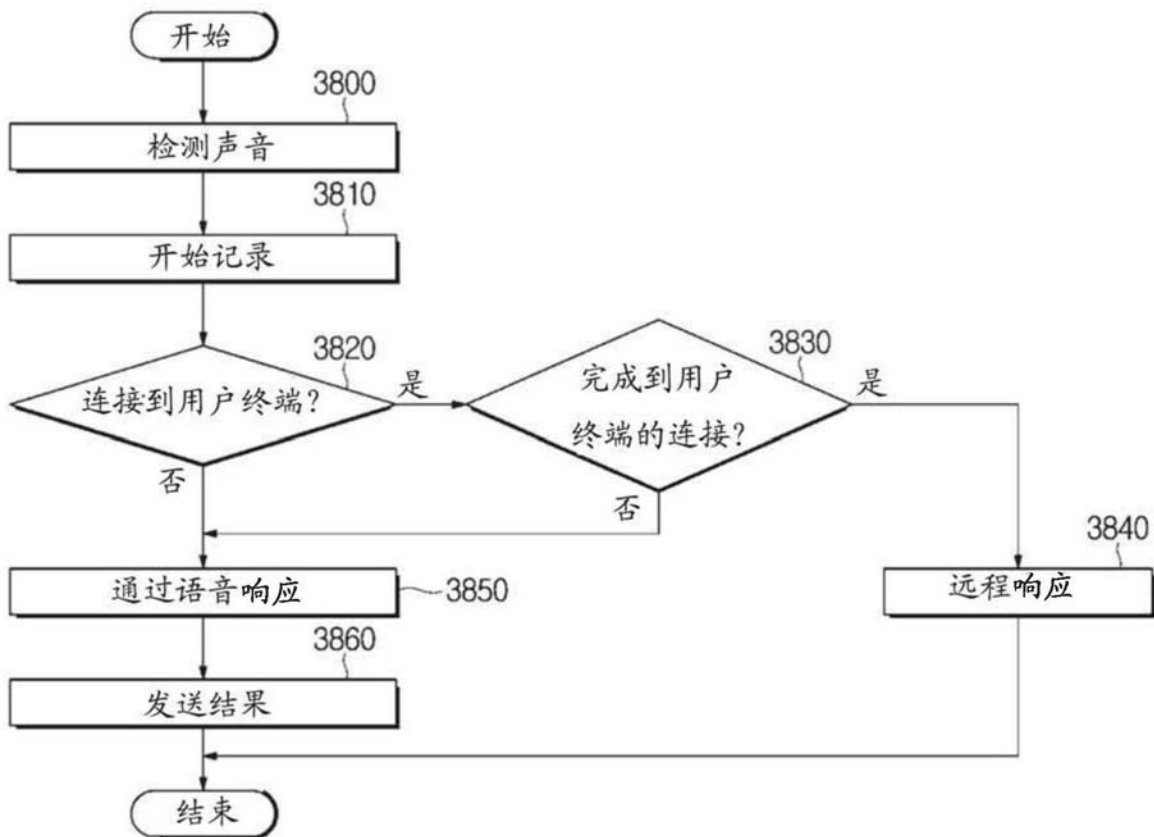 开始
3800
检测声音
3810
开始记录
3820
连接到用户终端?
是
否
3830
完成到用户
终端的连接?
是
否
通过语音响应
3850
3840
远程响应
3860
发送结果
结束